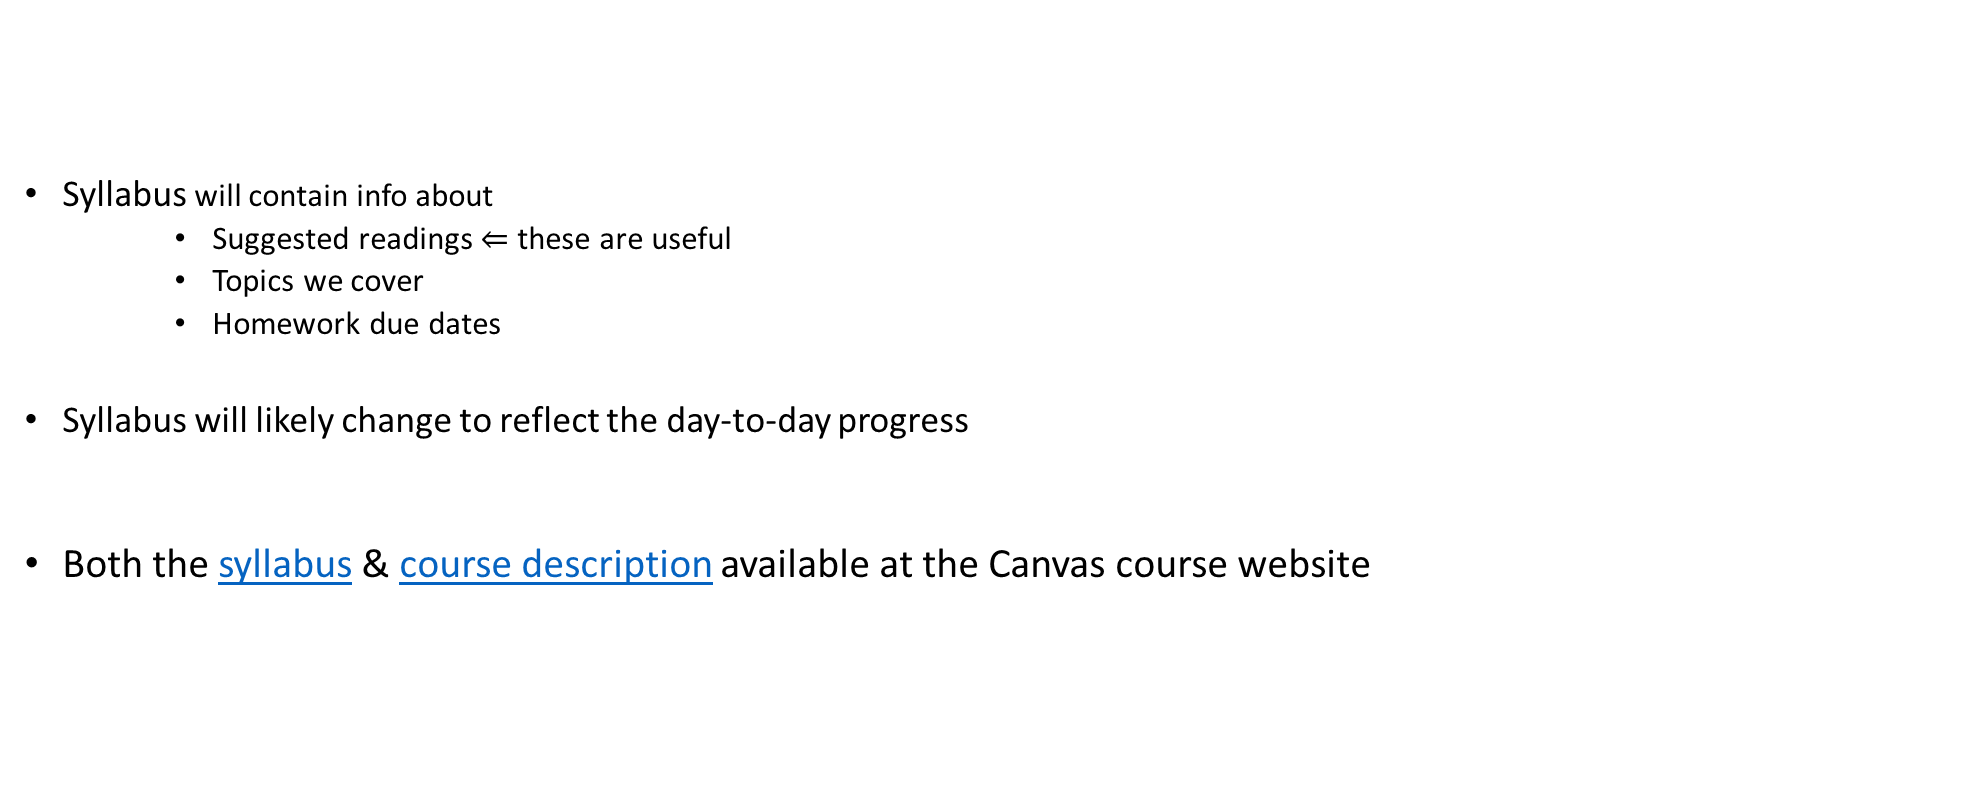 • Syllabus will contain info about
• Suggested readings ⇐ these are useful
• Topics we cover
• Homework due dates
• Syllabus will likely change to reflect the day-to-day progress
• Both the syllabus & course description available at the Canvas course website